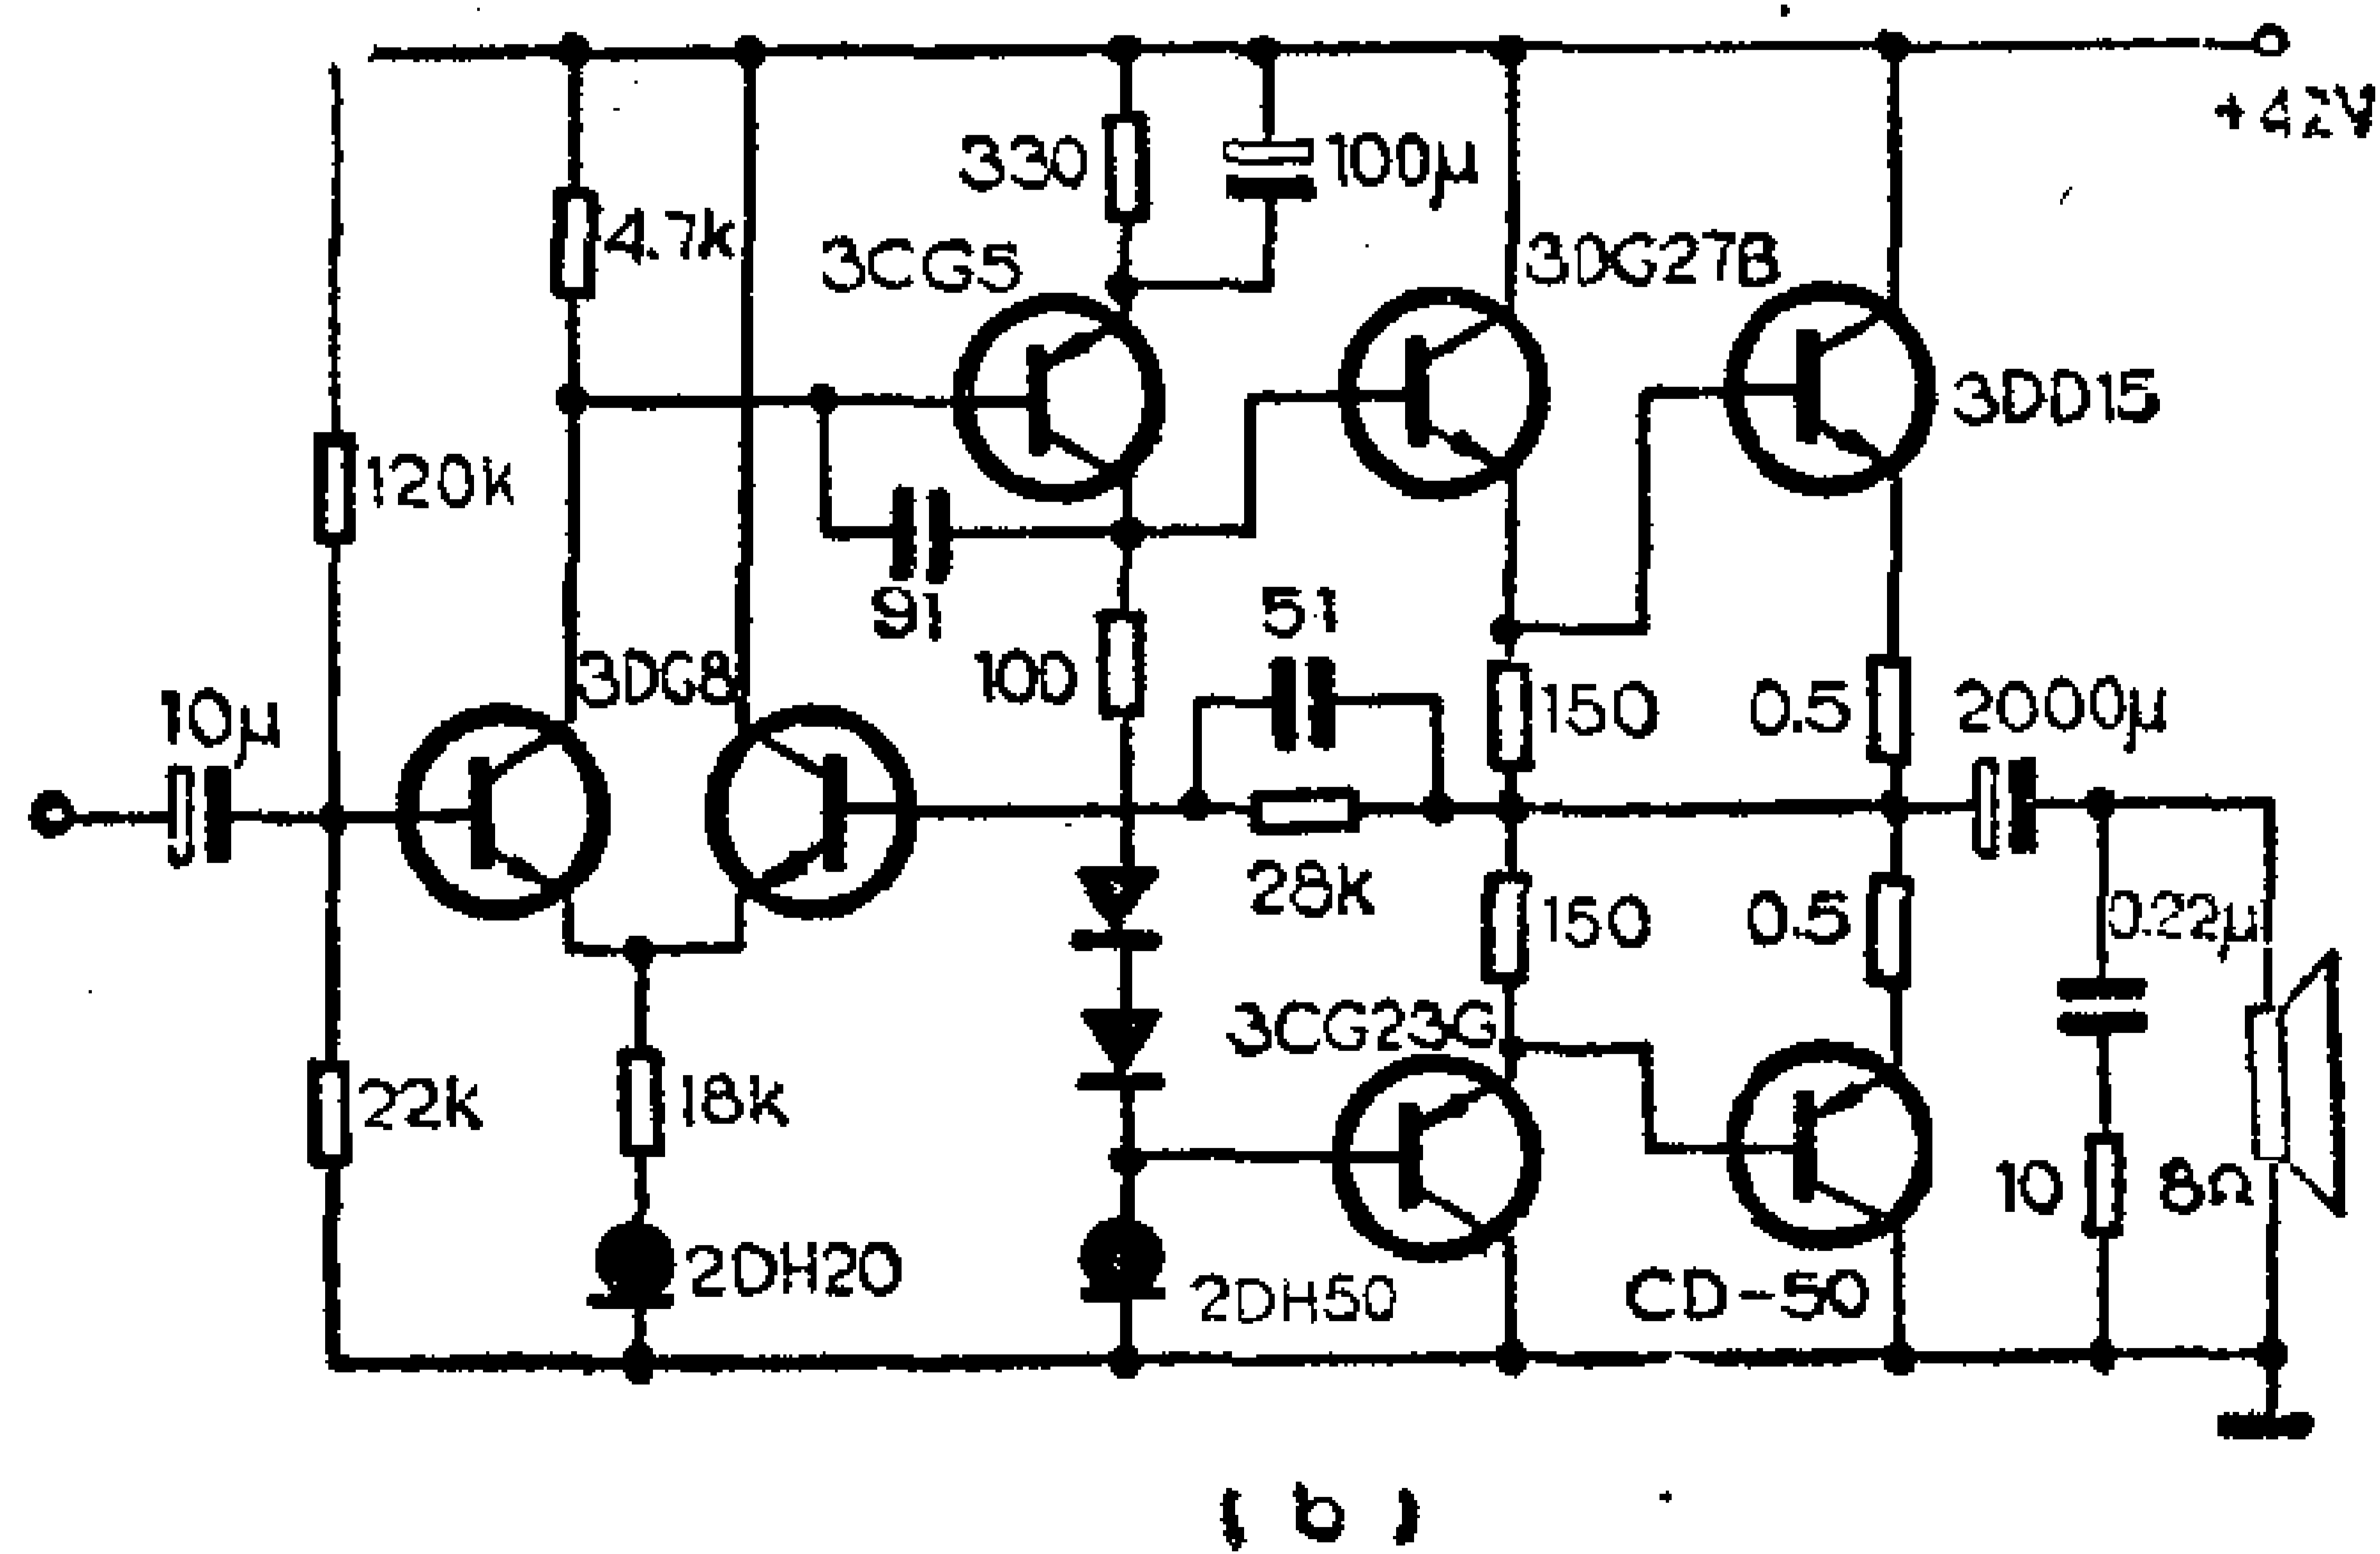 +42V
330
100μ
4.7k
3CG5
3DG27B
3DD15
120k
91
51
3DG8
100
10μ
150
0.5
2000μ
28k
150
0.5
0.22μ
3CG23G
22k
18k
10
8Ω
2DH20
2DH50
CD-50
(b)